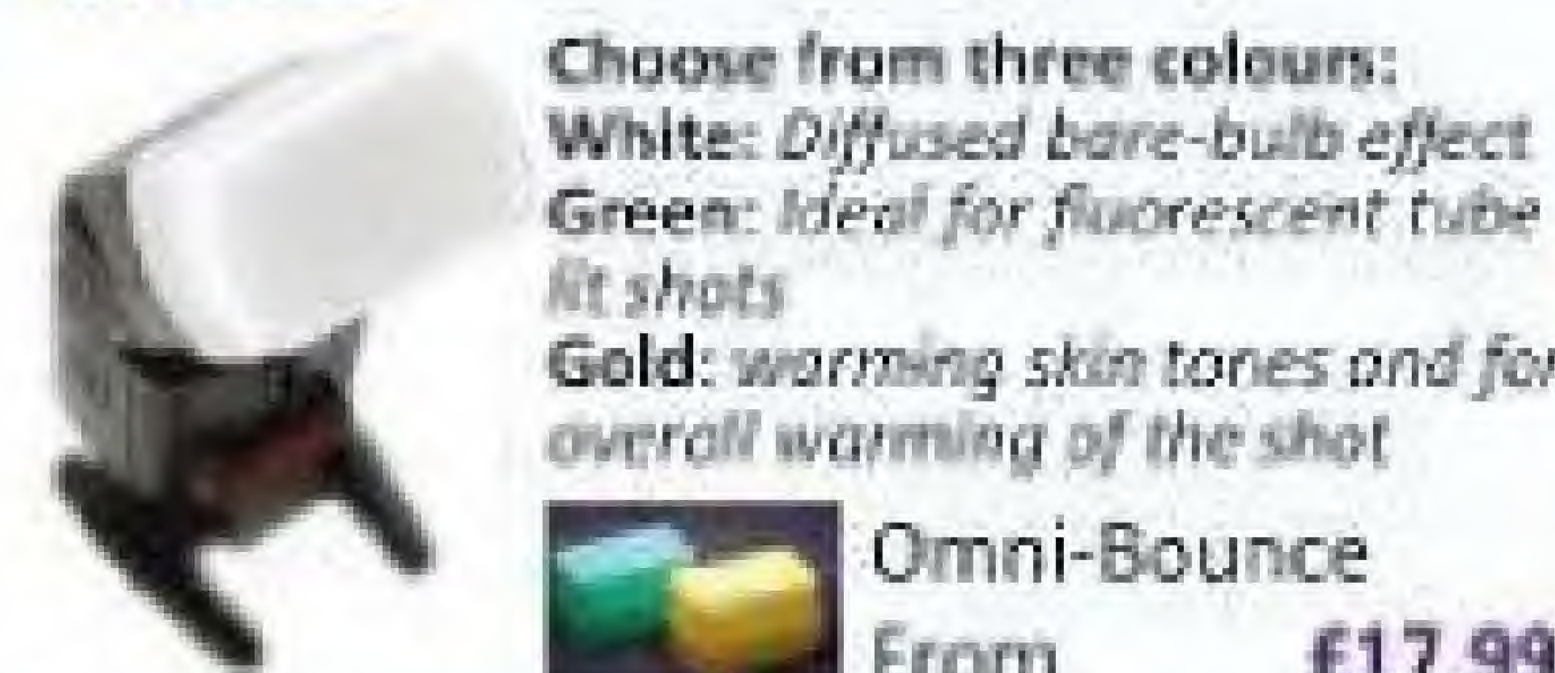 Choose from three colours:
White: Diffused bare-bulb effect
Green: Ideal for fluorescent tube
lit shots
Gold: warming skin tones and for
overall warming of the shot
Omni-Bounce
From £17.99